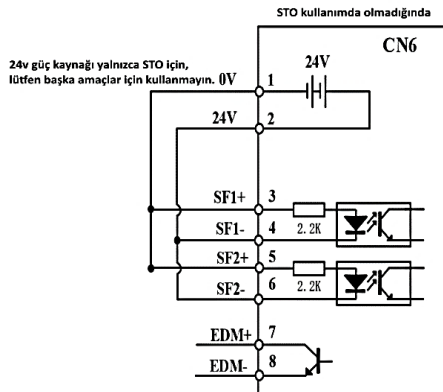 STO kullanımda olmadığında
CN6
24v güç kaynağı yalnızca STO için,
lütfen başka amaçlar için kullanmayın.
0V 1 24V
24V 2
SF1+ 3
2.2K
SF1- 4
SF2+ 5
2.2K
SF2- 6
EDM+ 7
EDM- 8